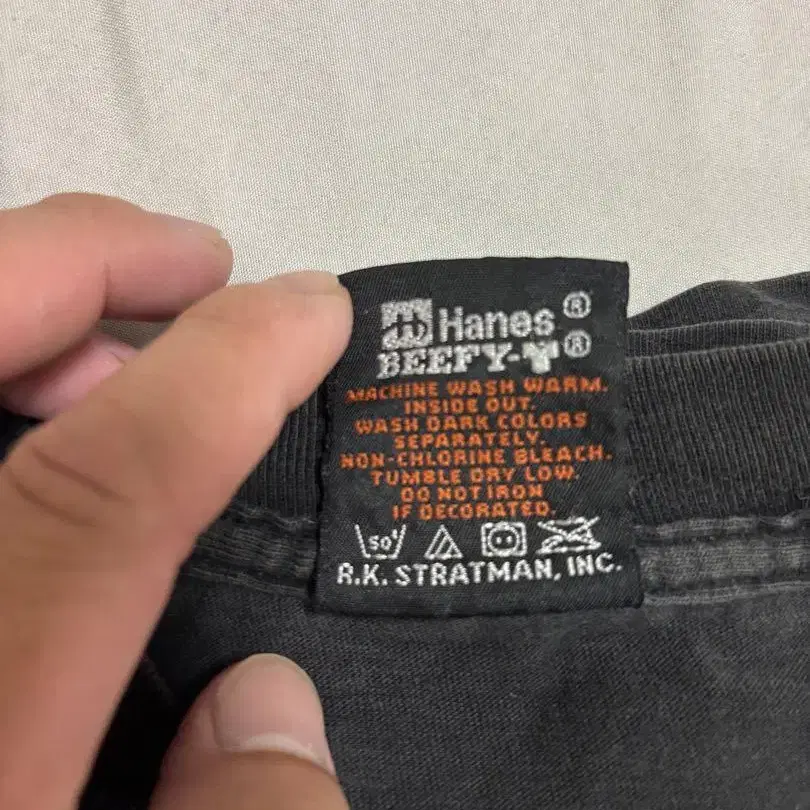 Hanes®
BEEFY-T®
MACHINE WASH WARM.
INSIDE OUT.
WASH DARK COLORS
SEPARATELY.
NON-CHLORINE BLEACH.
TUMBLE DRY LOW.
DO NOT IRON
IF DECORATED.
50°
R.K. STRATMAN, INC.